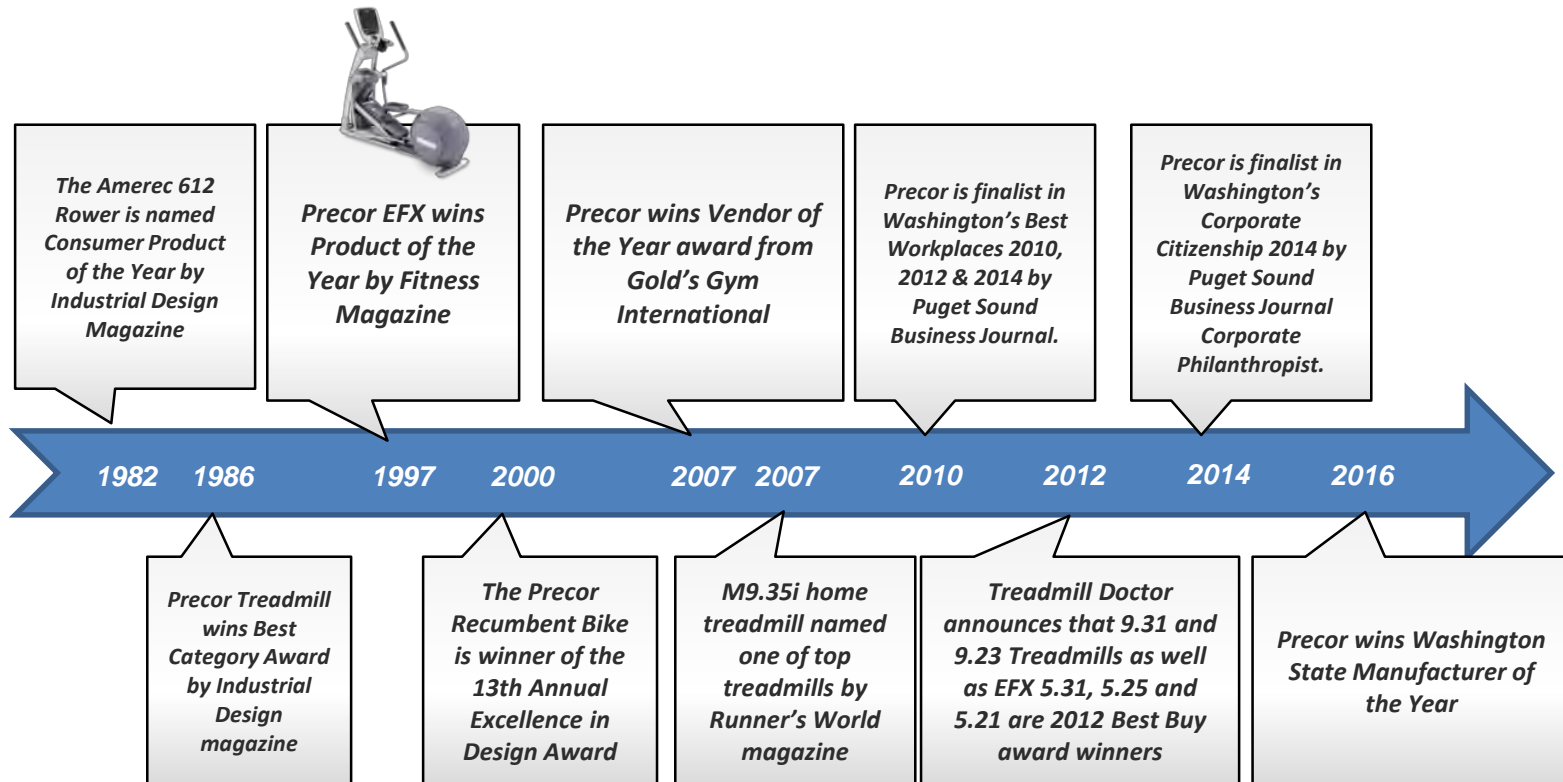 The Amerec 612
Rower is named
Consumer Product
of the Year by
Industrial Design
Magazine
Precor EFX wins
Product of the
Year by Fitness
Magazine
Precor wins Vendor of
the Year award from
Gold’s Gym
International
Precor is finalist in
Washington’s Best
Workplaces 2010,
2012 & 2014 by
Puget Sound
Business Journal.
Precor is finalist in
Washington’s
Corporate
Citizenship 2014 by
Puget Sound
Business Journal
Corporate
Philanthropist.
1982 1986 1997 2000 2007 2007 2010 2012 2014 2016
Precor Treadmill
wins Best
Category Award
by Industrial
Design
magazine
The Precor
Recumbent Bike
is winner of the
13th Annual
Excellence in
Design Award
M9.35i home
treadmill named
one of top
treadmills by
Runner’s World
magazine
Treadmill Doctor
announces that 9.31 and
9.23 Treadmills as well
as EFX 5.31, 5.25 and
5.21 are 2012 Best Buy
award winners
Precor wins Washington
State Manufacturer of
the Year